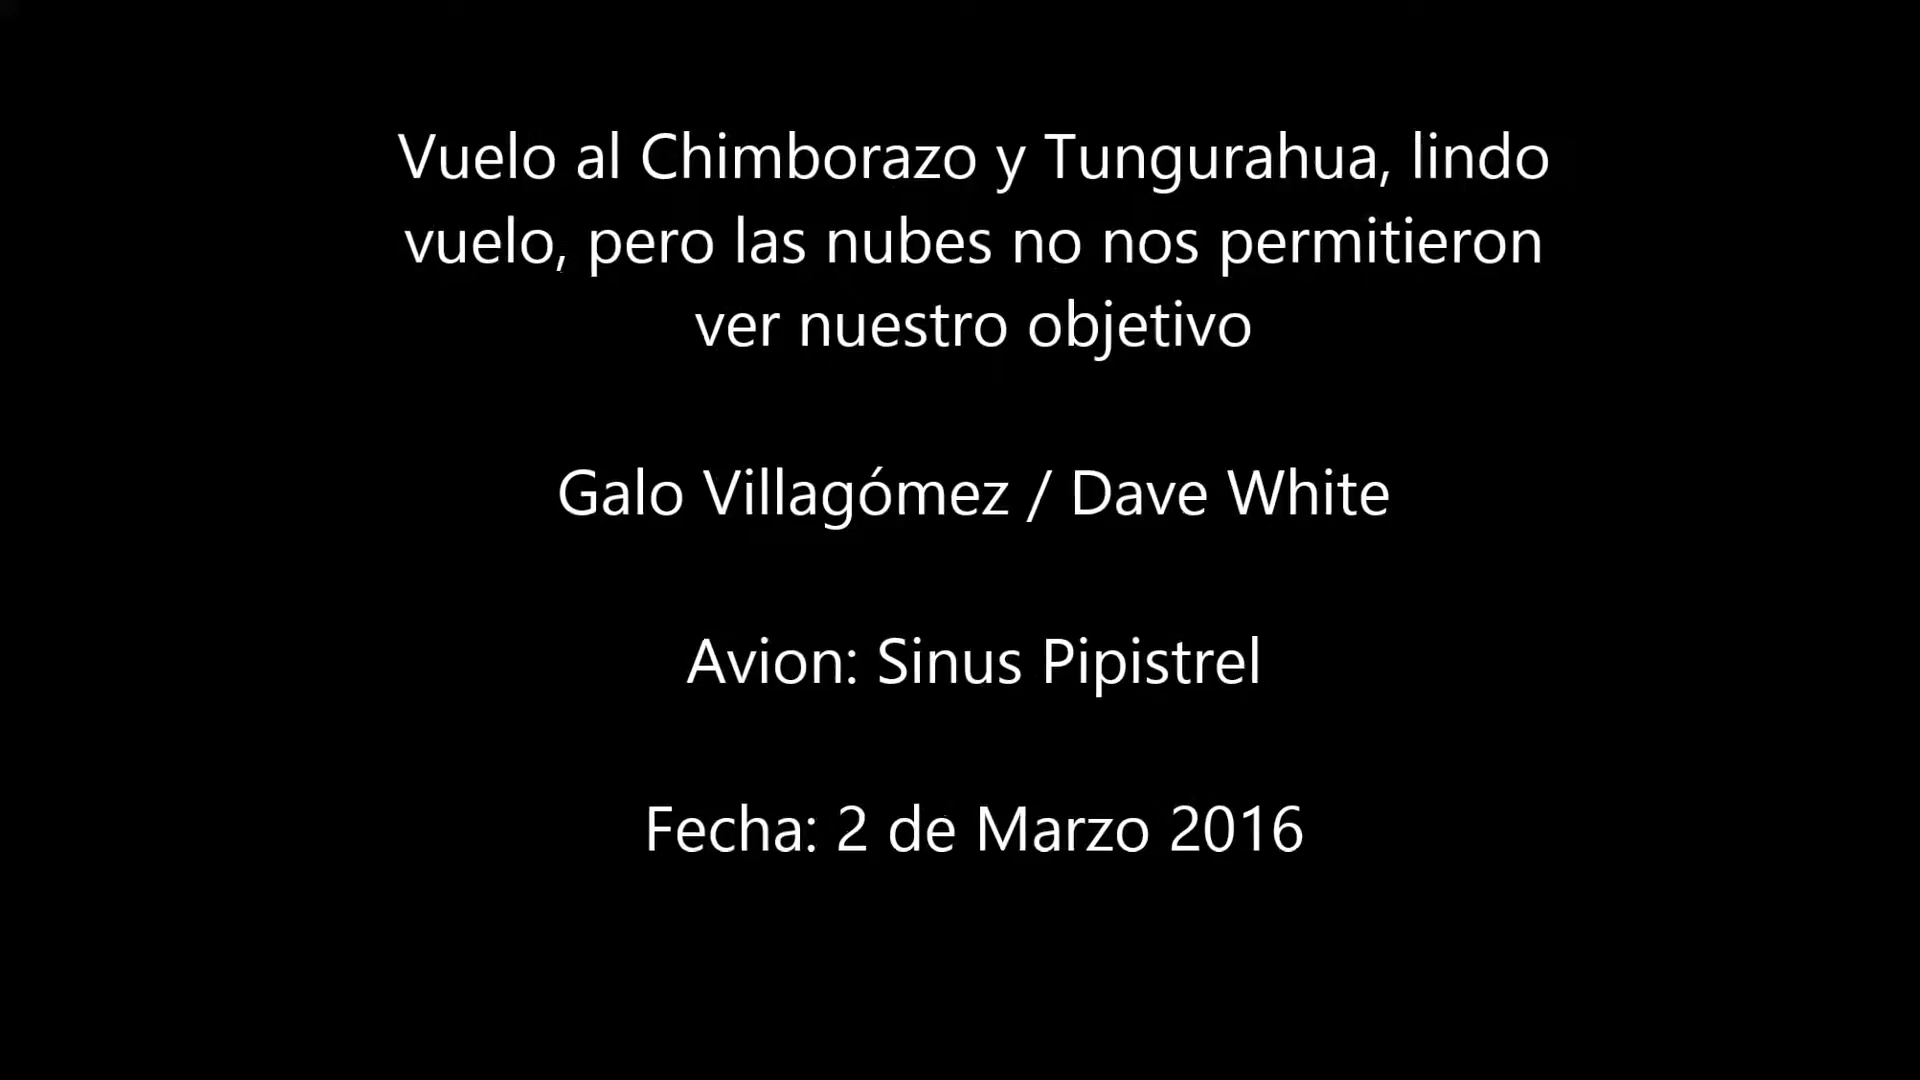 Vuelo al Chimborazo y Tungurahua, lindo
vuelo, pero las nubes no nos permitieron
ver nuestro objetivo
Galo Villagómez / Dave White
Avion: Sinus Pipistrel
Fecha: 2 de Marzo 2016